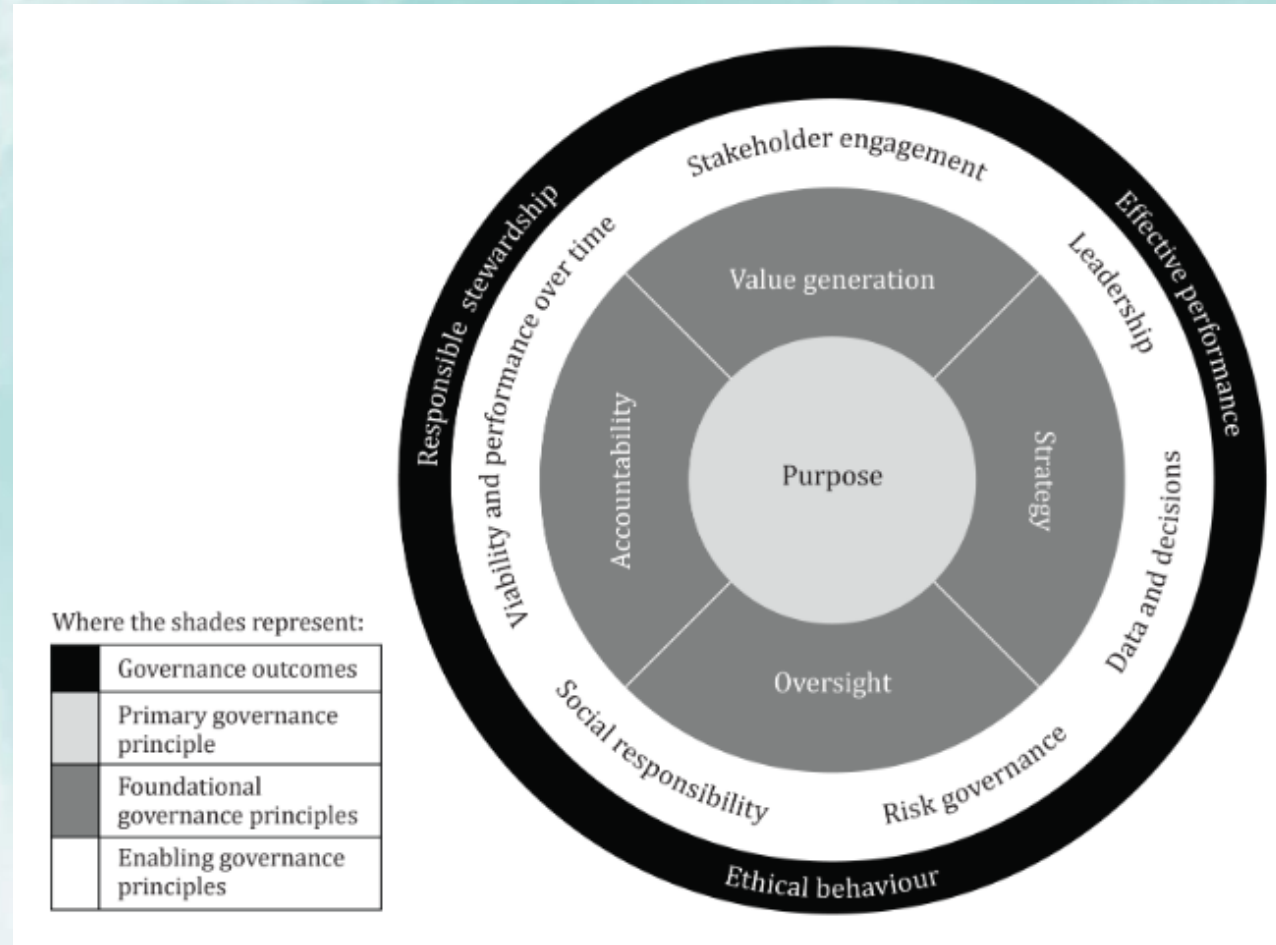 Responsible stewardship
Effective performance
Ethical behaviour
Stakeholder engagement
Leadership
Data and decisions
Risk governance
Social responsibility
Viability and performance over time
Value generation
Strategy
Oversight
Accountability
Purpose
Where the shades represent:
Governance outcomes
Primary governance
principle
Foundational
governance principles
Enabling governance
principles